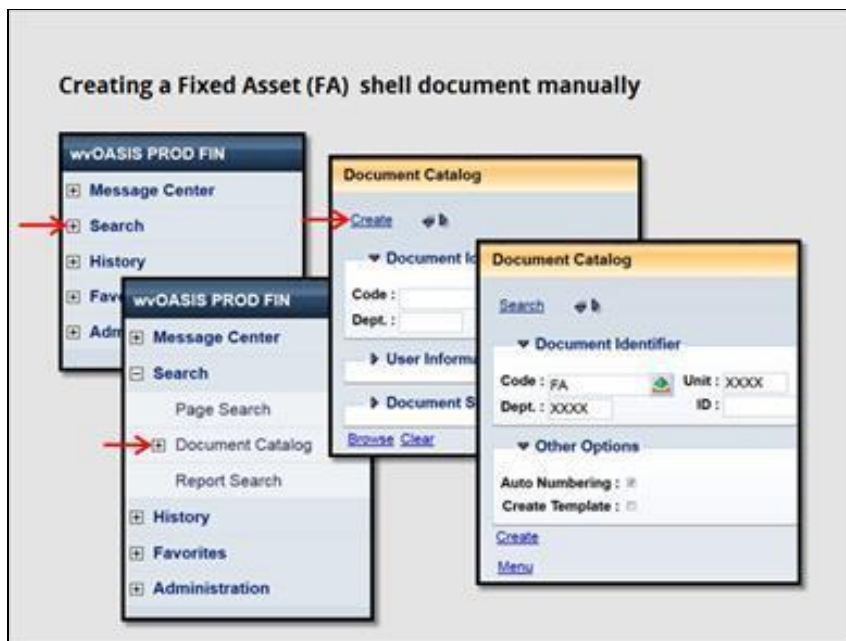 Creating a Fixed Asset (FA) shell document manually
wvOASIS PROD FIN
Message Center
Search
History
Fav
Adm
wvOASIS PROD FIN
Message Center
Search
Page Search
Document Catalog
Report Search
History
Favorites
Administration
Document Catalog
Create
Document Id
Code :
Dept. :
User Informa
Document S
Browse Clear
Document Catalog
Search
Document Identifier
Code : FA Unit : XXXX
Dept. : XXXX ID :
Other Options
Auto Numbering :
Create Template :
Create
Menu